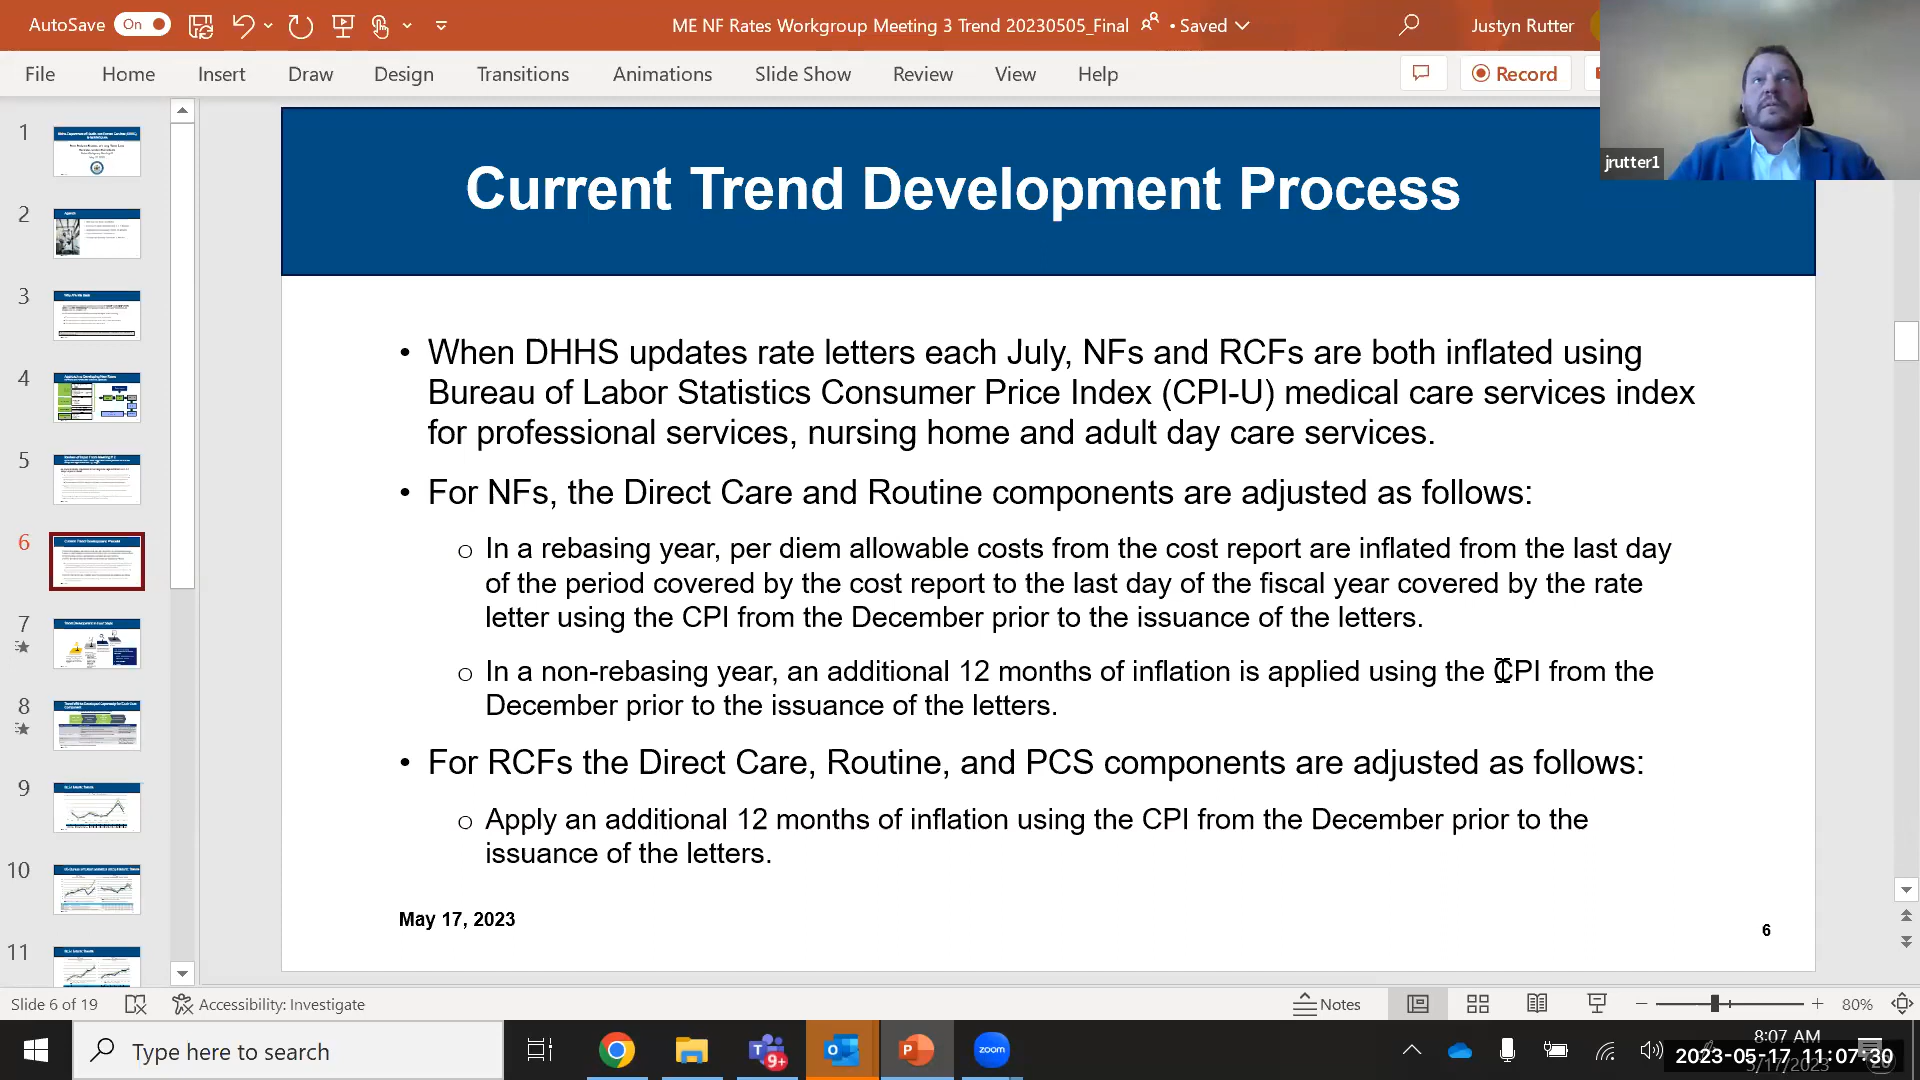 AutoSave On ME NF Rates Workgroup Meeting 3 Trend 20230505_Final • Saved Justyn Rutter
File Home Insert Draw Design Transitions Animations Slide Show Review View Help Record
jrutter1
Current Trend Development Process
• When DHHS updates rate letters each July, NFs and RCFs are both inflated using
Bureau of Labor Statistics Consumer Price Index (CPI-U) medical care services index
for professional services, nursing home and adult day care services.
• For NFs, the Direct Care and Routine components are adjusted as follows:
o In a rebasing year, per diem allowable costs from the cost report are inflated from the last day
of the period covered by the cost report to the last day of the fiscal year covered by the rate
letter using the CPI from the December prior to the issuance of the letters.
o In a non-rebasing year, an additional 12 months of inflation is applied using the CPI from the
December prior to the issuance of the letters.
• For RCFs the Direct Care, Routine, and PCS components are adjusted as follows:
o Apply an additional 12 months of inflation using the CPI from the December prior to the
issuance of the letters.
May 17, 2023
6
1
2
3
4
5
6
7
8
9
10
11
Slide 6 of 19 Accessibility: Investigate Notes 80%
Type here to search
9+
zoom
8:07 AM
2023-05-17 11:07:30